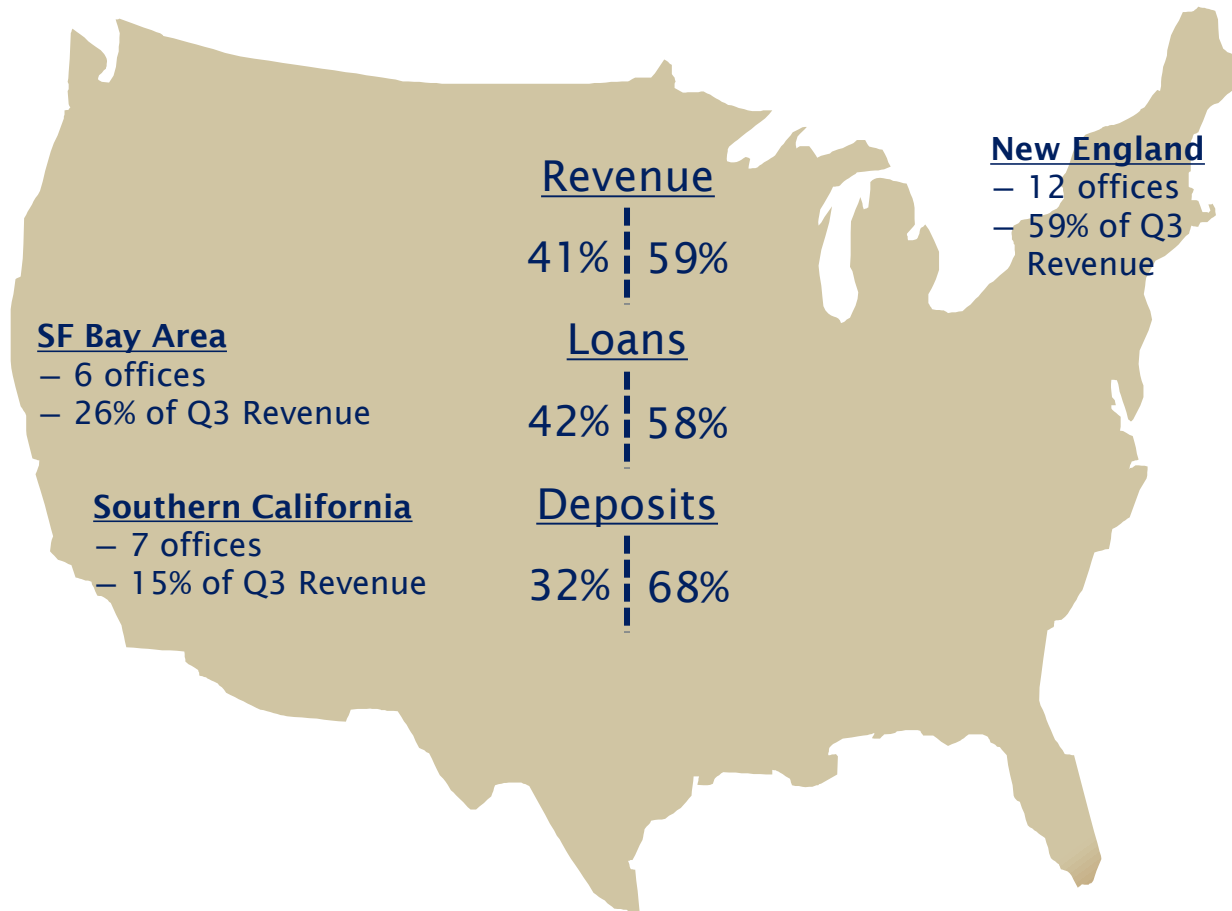 New England
— 12 offices
— 59% of Q3
Revenue
Revenue
41% 59%
SF Bay Area
— 6 offices
— 26% of Q3 Revenue
Loans
42% 58%
Southern California
— 7 offices
— 15% of Q3 Revenue
Deposits
32% 68%